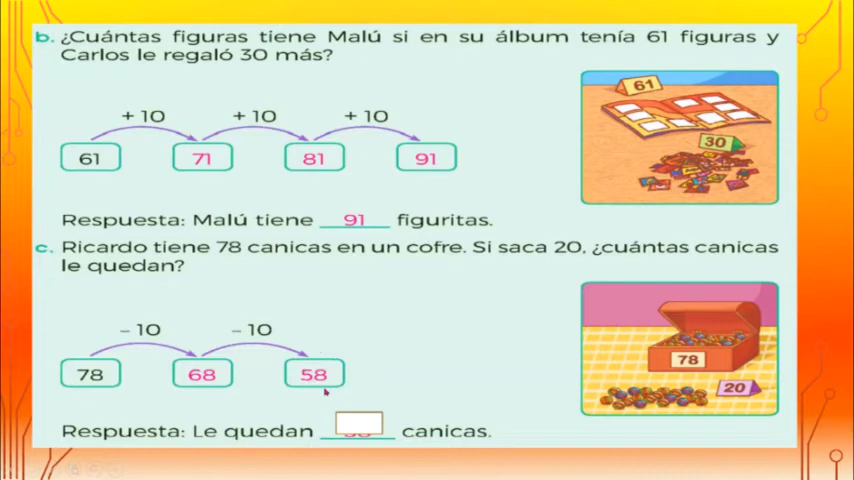 b. ¿Cuántas figuras tiene Malú si en su álbum tenía 61 figuras y
Carlos le regaló 30 más?
61
+ 10 + 10 + 10
30
61 71 81 91
Respuesta: Malú tiene 91 figuritas.
c. Ricardo tiene 78 canicas en un cofre. Si saca 20, ¿cuántas canicas
le quedan?
- 10 - 10
78
78 68 58
20
Respuesta: Le quedan canicas.